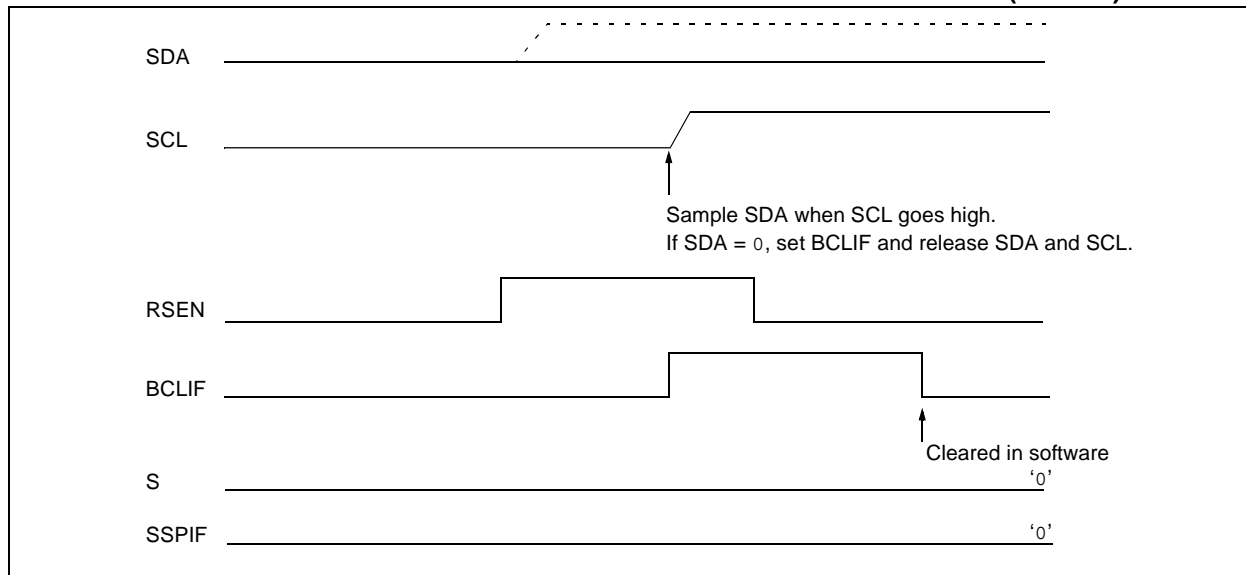 SDA
SCL
Sample SDA when SCL goes high.
If SDA = 0, set BCLIF and release SDA and SCL.
RSEN
BCLIF
Cleared in software
S
‘0’
SSPIF
‘0’